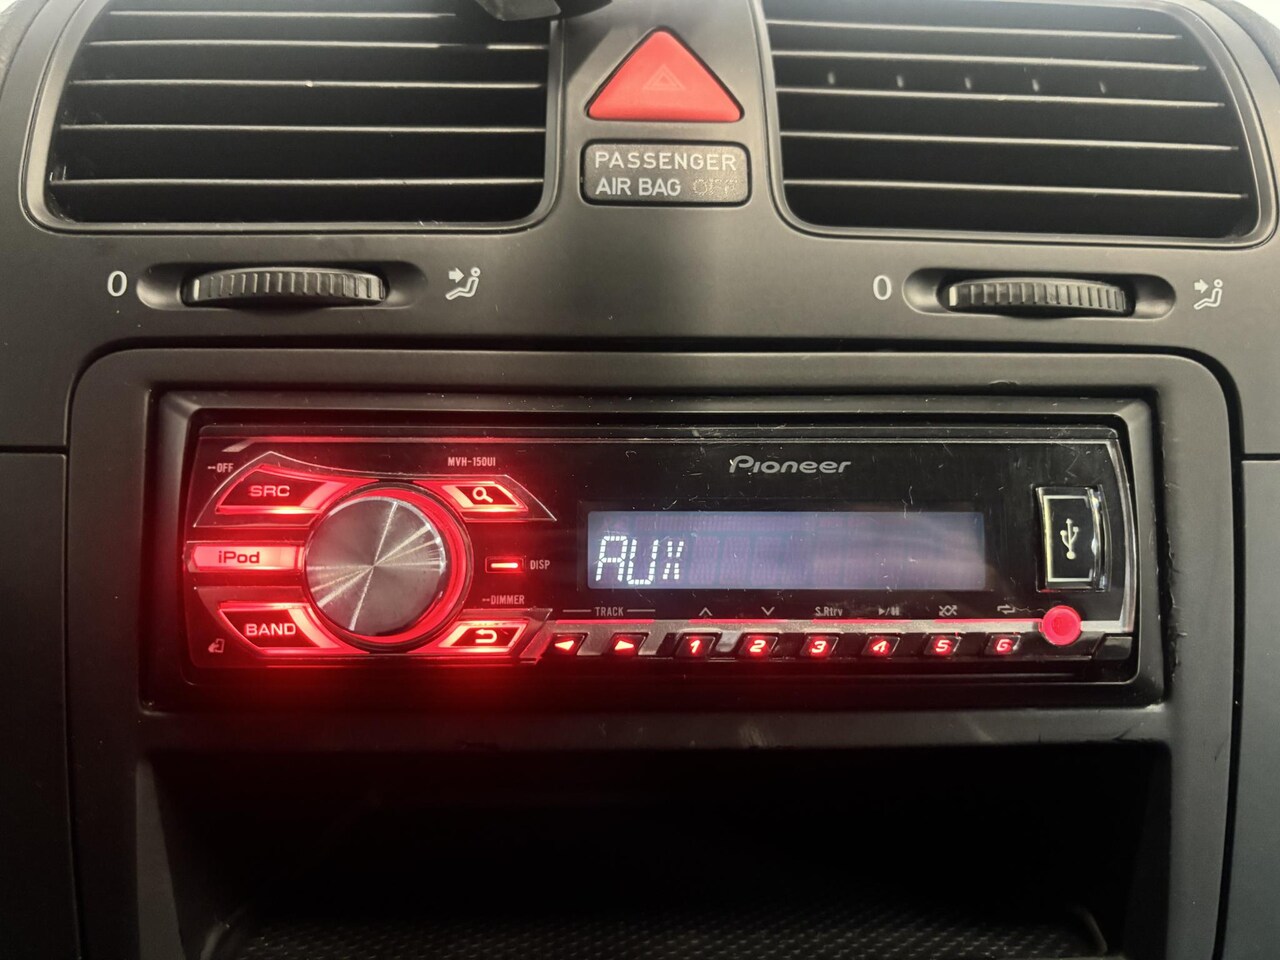 PASSENGER
AIR BAG OFF
0
0
--OFF
MVH-150UI
Pioneer
SRC
iPod
DISP
AUX
--DIMMER
BAND
TRACK
S.Rtrv
1 2 3 4 5 6